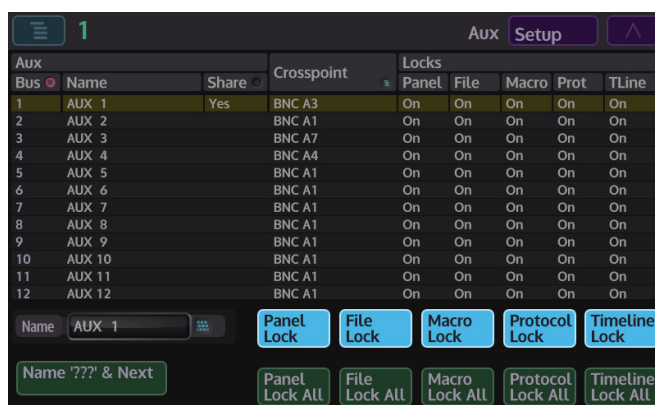 1 Aux Setup
Aux Crosspoint Locks
Bus Name Share Panel File Macro Prot TLine
1 AUX 1 Yes BNC A3 On On On On On
2 AUX 2 BNC A1 On On On On On
3 AUX 3 BNC A7 On On On On On
4 AUX 4 BNC A4 On On On On On
5 AUX 5 BNC A1 On On On On On
6 AUX 6 BNC A1 On On On On On
7 AUX 7 BNC A1 On On On On On
8 AUX 8 BNC A1 On On On On On
9 AUX 9 BNC A1 On On On On On
10 AUX 10 BNC A1 On On On On On
11 AUX 11 BNC A1 On On On On On
12 AUX 12 BNC A1 On On On On On
Name AUX 1
Panel Lock File Lock Macro Lock Protocol Lock Timeline Lock
Name '???' & Next
Panel Lock All File Lock All Macro Lock All Protocol Lock All Timeline Lock All